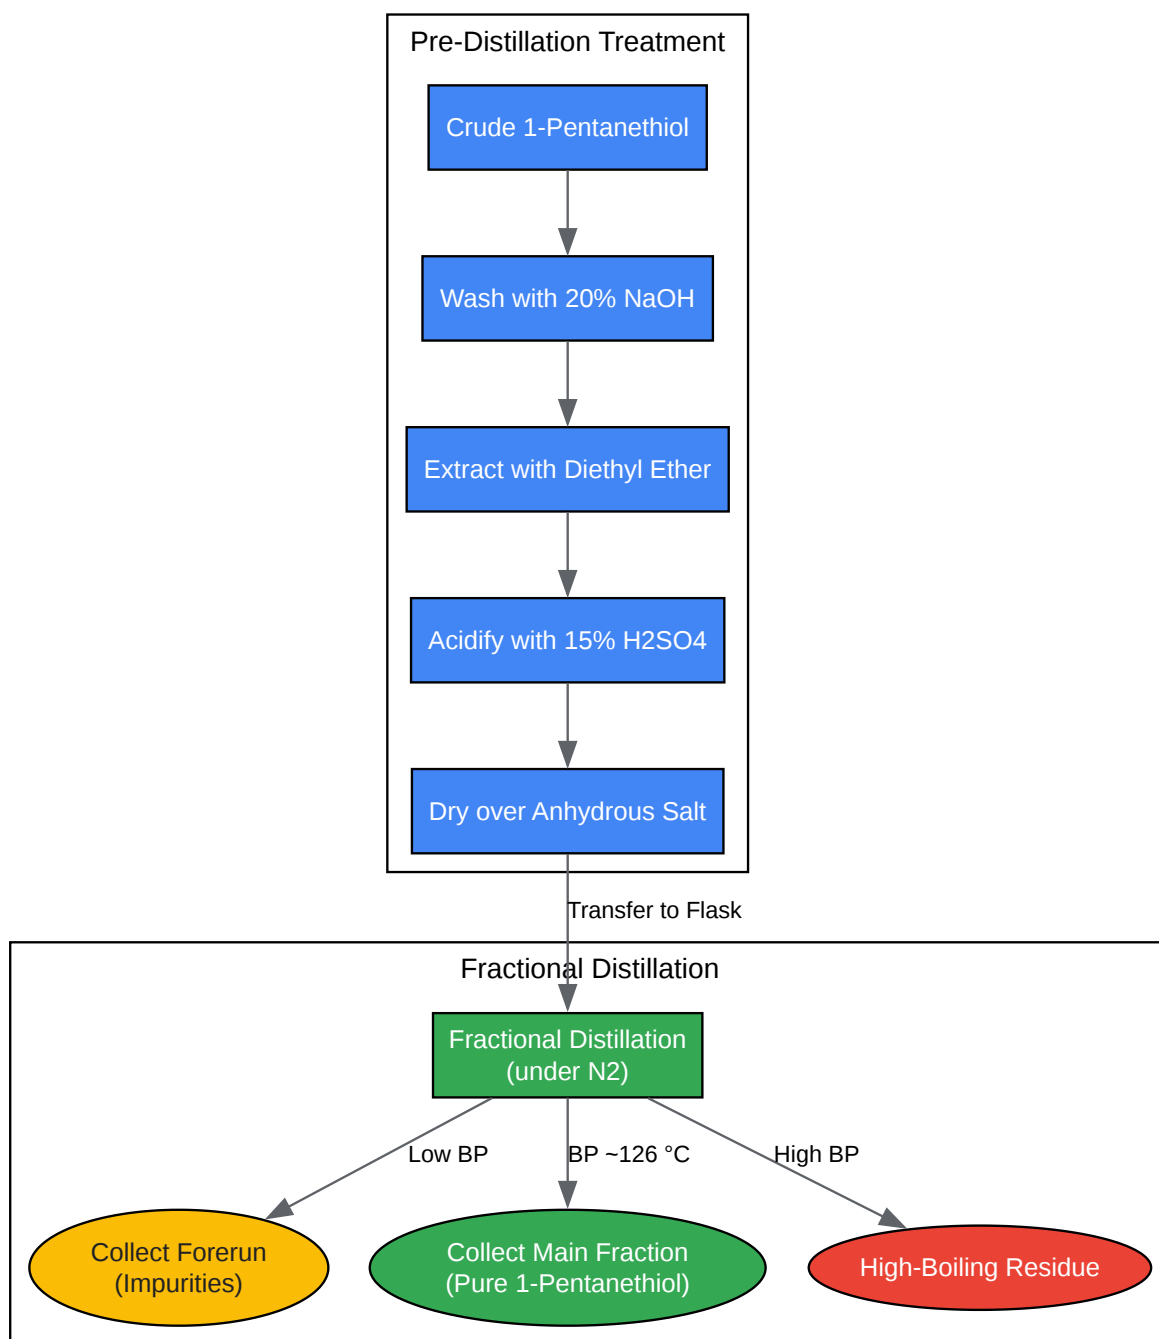 Pre-Distillation Treatment
Crude 1-Pentanethiol
Wash with 20% NaOH
Extract with Diethyl Ether
Acidify with 15% H2SO4
Dry over Anhydrous Salt
Transfer to Flask
Fractional Distillation
Fractional Distillation
(under N2)
Low BP
BP ~126 °C
High BP
Collect Forerun
(Impurities)
Collect Main Fraction
(Pure 1-Pentanethiol)
High-Boiling Residue